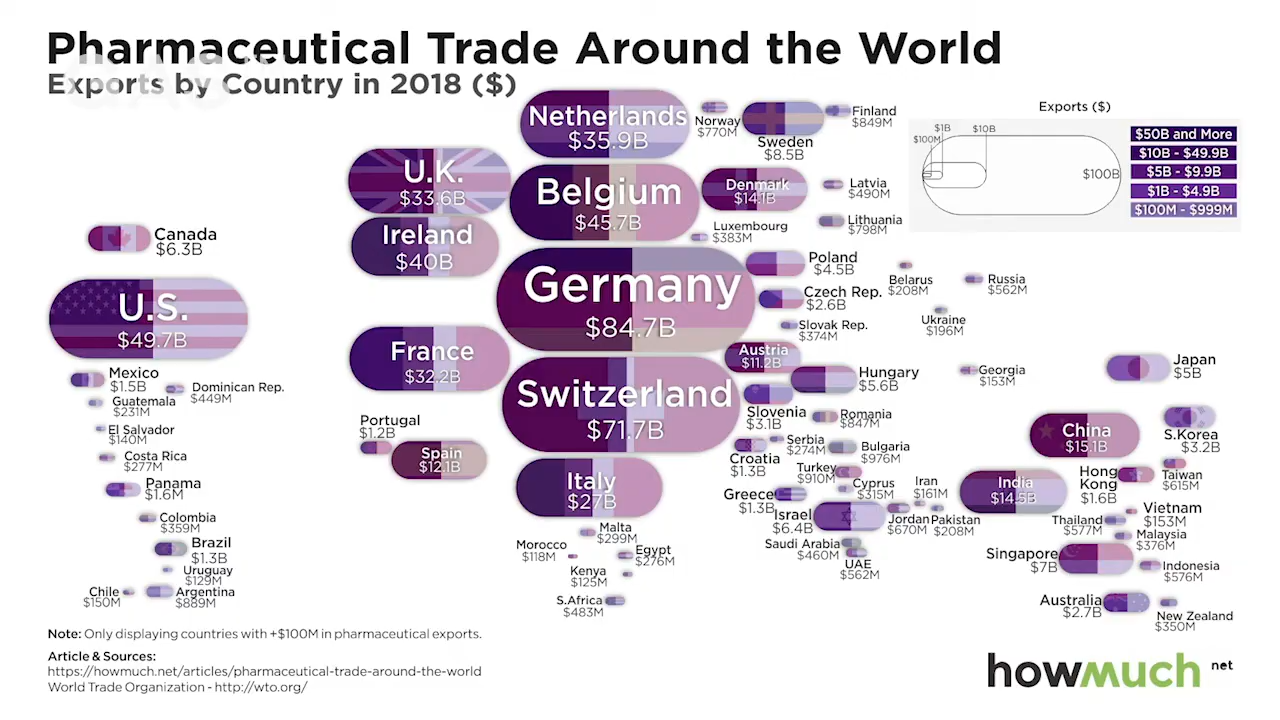 Pharmaceutical Trade Around the World
Exports by Country in 2018 ($)
Exports ($)
$100M
$1B
$10B
$100B
$50B and More
$10B - $49.9B
$5B - $9.9B
$1B - $4.9B
$100M - $999M
Canada
$6.3B
U.S.
$49.7B
Mexico
$1.5B
Dominican Rep.
$449M
Guatemala
$231M
El Salvador
$140M
Costa Rica
$277M
Panama
$1.6M
Colombia
$359M
Brazil
$1.3B
Uruguay
$129M
Chile
$150M
Argentina
$889M
U.K.
$33.6B
Ireland
$40B
France
$32.2B
Portugal
$1.2B
Spain
$12.1B
Netherlands
$35.9B
Belgium
$45.7B
Germany
$84.7B
Switzerland
$71.7B
Italy
$27B
Malta
$299M
Morocco
$118M
Egypt
$276M
Kenya
$125M
S.Africa
$483M
Norway
$770M
Sweden
$8.5B
Finland
$849M
Denmark
$14.1B
Latvia
$490M
Lithuania
$798M
Luxembourg
$383M
Poland
$4.5B
Czech Rep.
$2.6B
Slovak Rep.
$374M
Belarus
$208M
Russia
$562M
Ukraine
$196M
Austria
$11.2B
Hungary
$5.6B
Georgia
$153M
Slovenia
$3.1B
Romania
$847M
Serbia
$274M
Croatia
$1.3B
Bulgaria
$976M
Turkey
$910M
Cyprus
$315M
Iran
$161M
Greece
$1.3B
Israel
$6.4B
Jordan
$670M
Pakistan
$208M
Saudi Arabia
$460M
UAE
$562M
Japan
$5B
China
$15.1B
S.Korea
$3.2B
India
$14.5B
Hong
Kong
$1.6B
Taiwan
$615M
Vietnam
$153M
Thailand
$577M
Malaysia
$376M
Singapore
$7B
Indonesia
$576M
Australia
$2.7B
New Zealand
$350M
Note: Only displaying countries with +$100M in pharmaceutical exports.
Article & Sources:
https://howmuch.net/articles/pharmaceutical-trade-around-the-world
World Trade Organization - http://wto.org/
howmuch.net